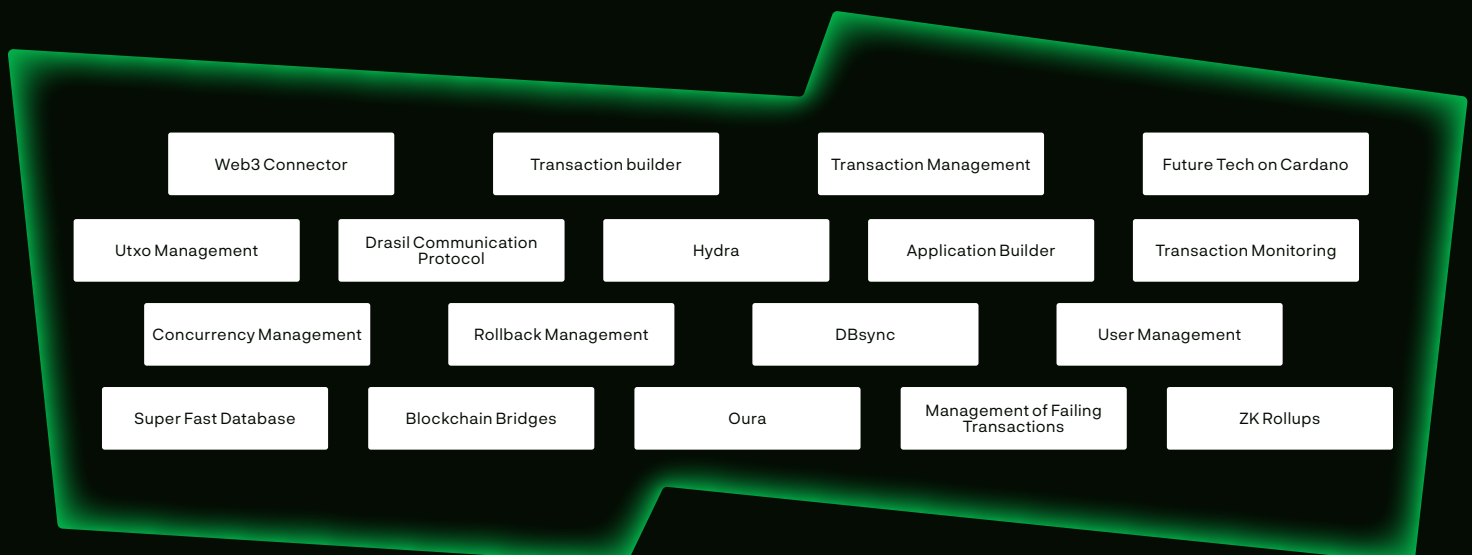 Web3 Connector
Transaction builder
Transaction Management
Future Tech on Cardano
Utxo Management
Drasil Communication
Protocol
Hydra
Application Builder
Transaction Monitoring
Concurrency Management
Rollback Management
DBsync
User Management
Super Fast Database
Blockchain Bridges
Oura
Management of Failing
Transactions
ZK Rollups